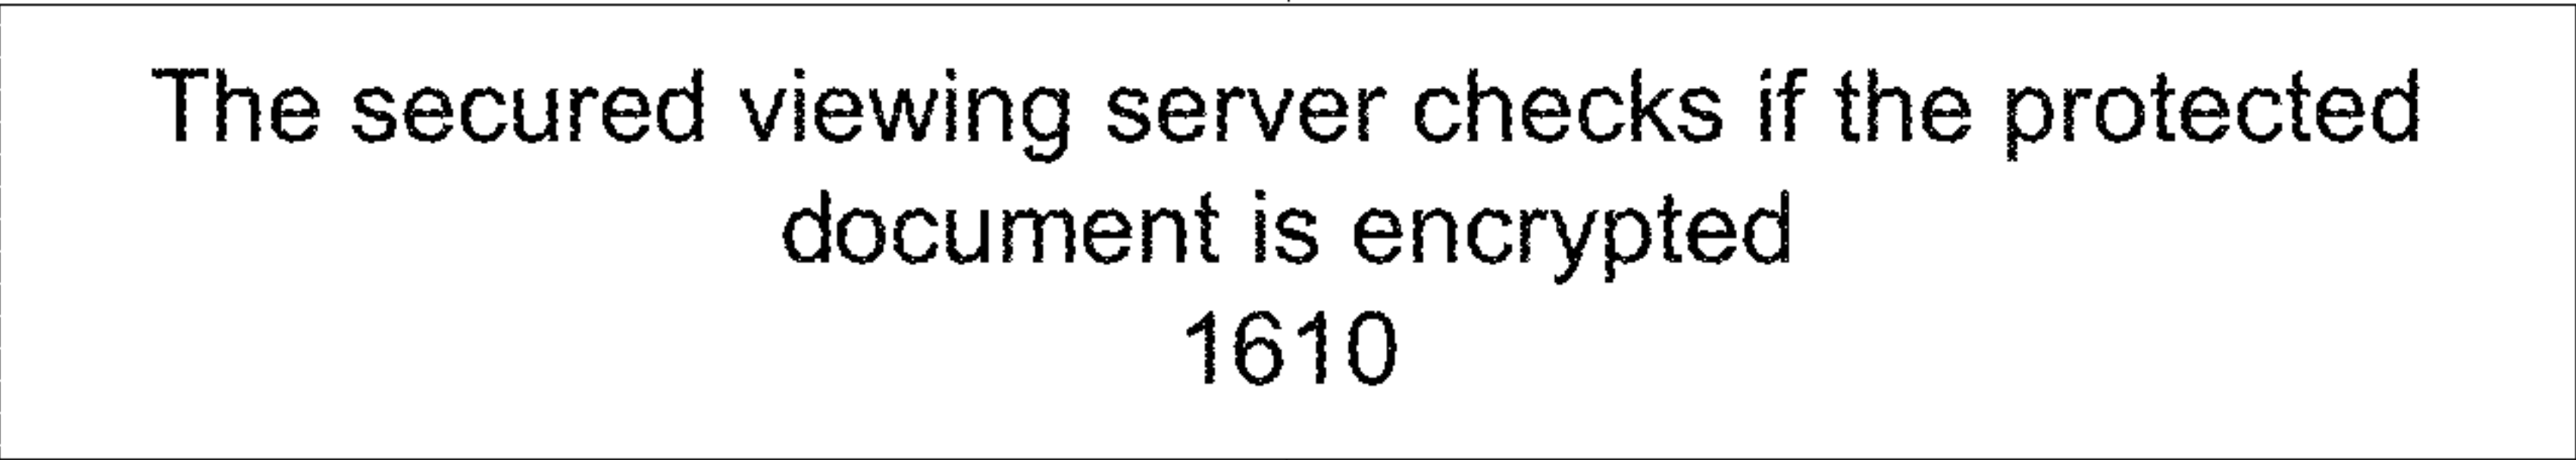 The secured viewing server checks if the protected
document is encrypted
1610